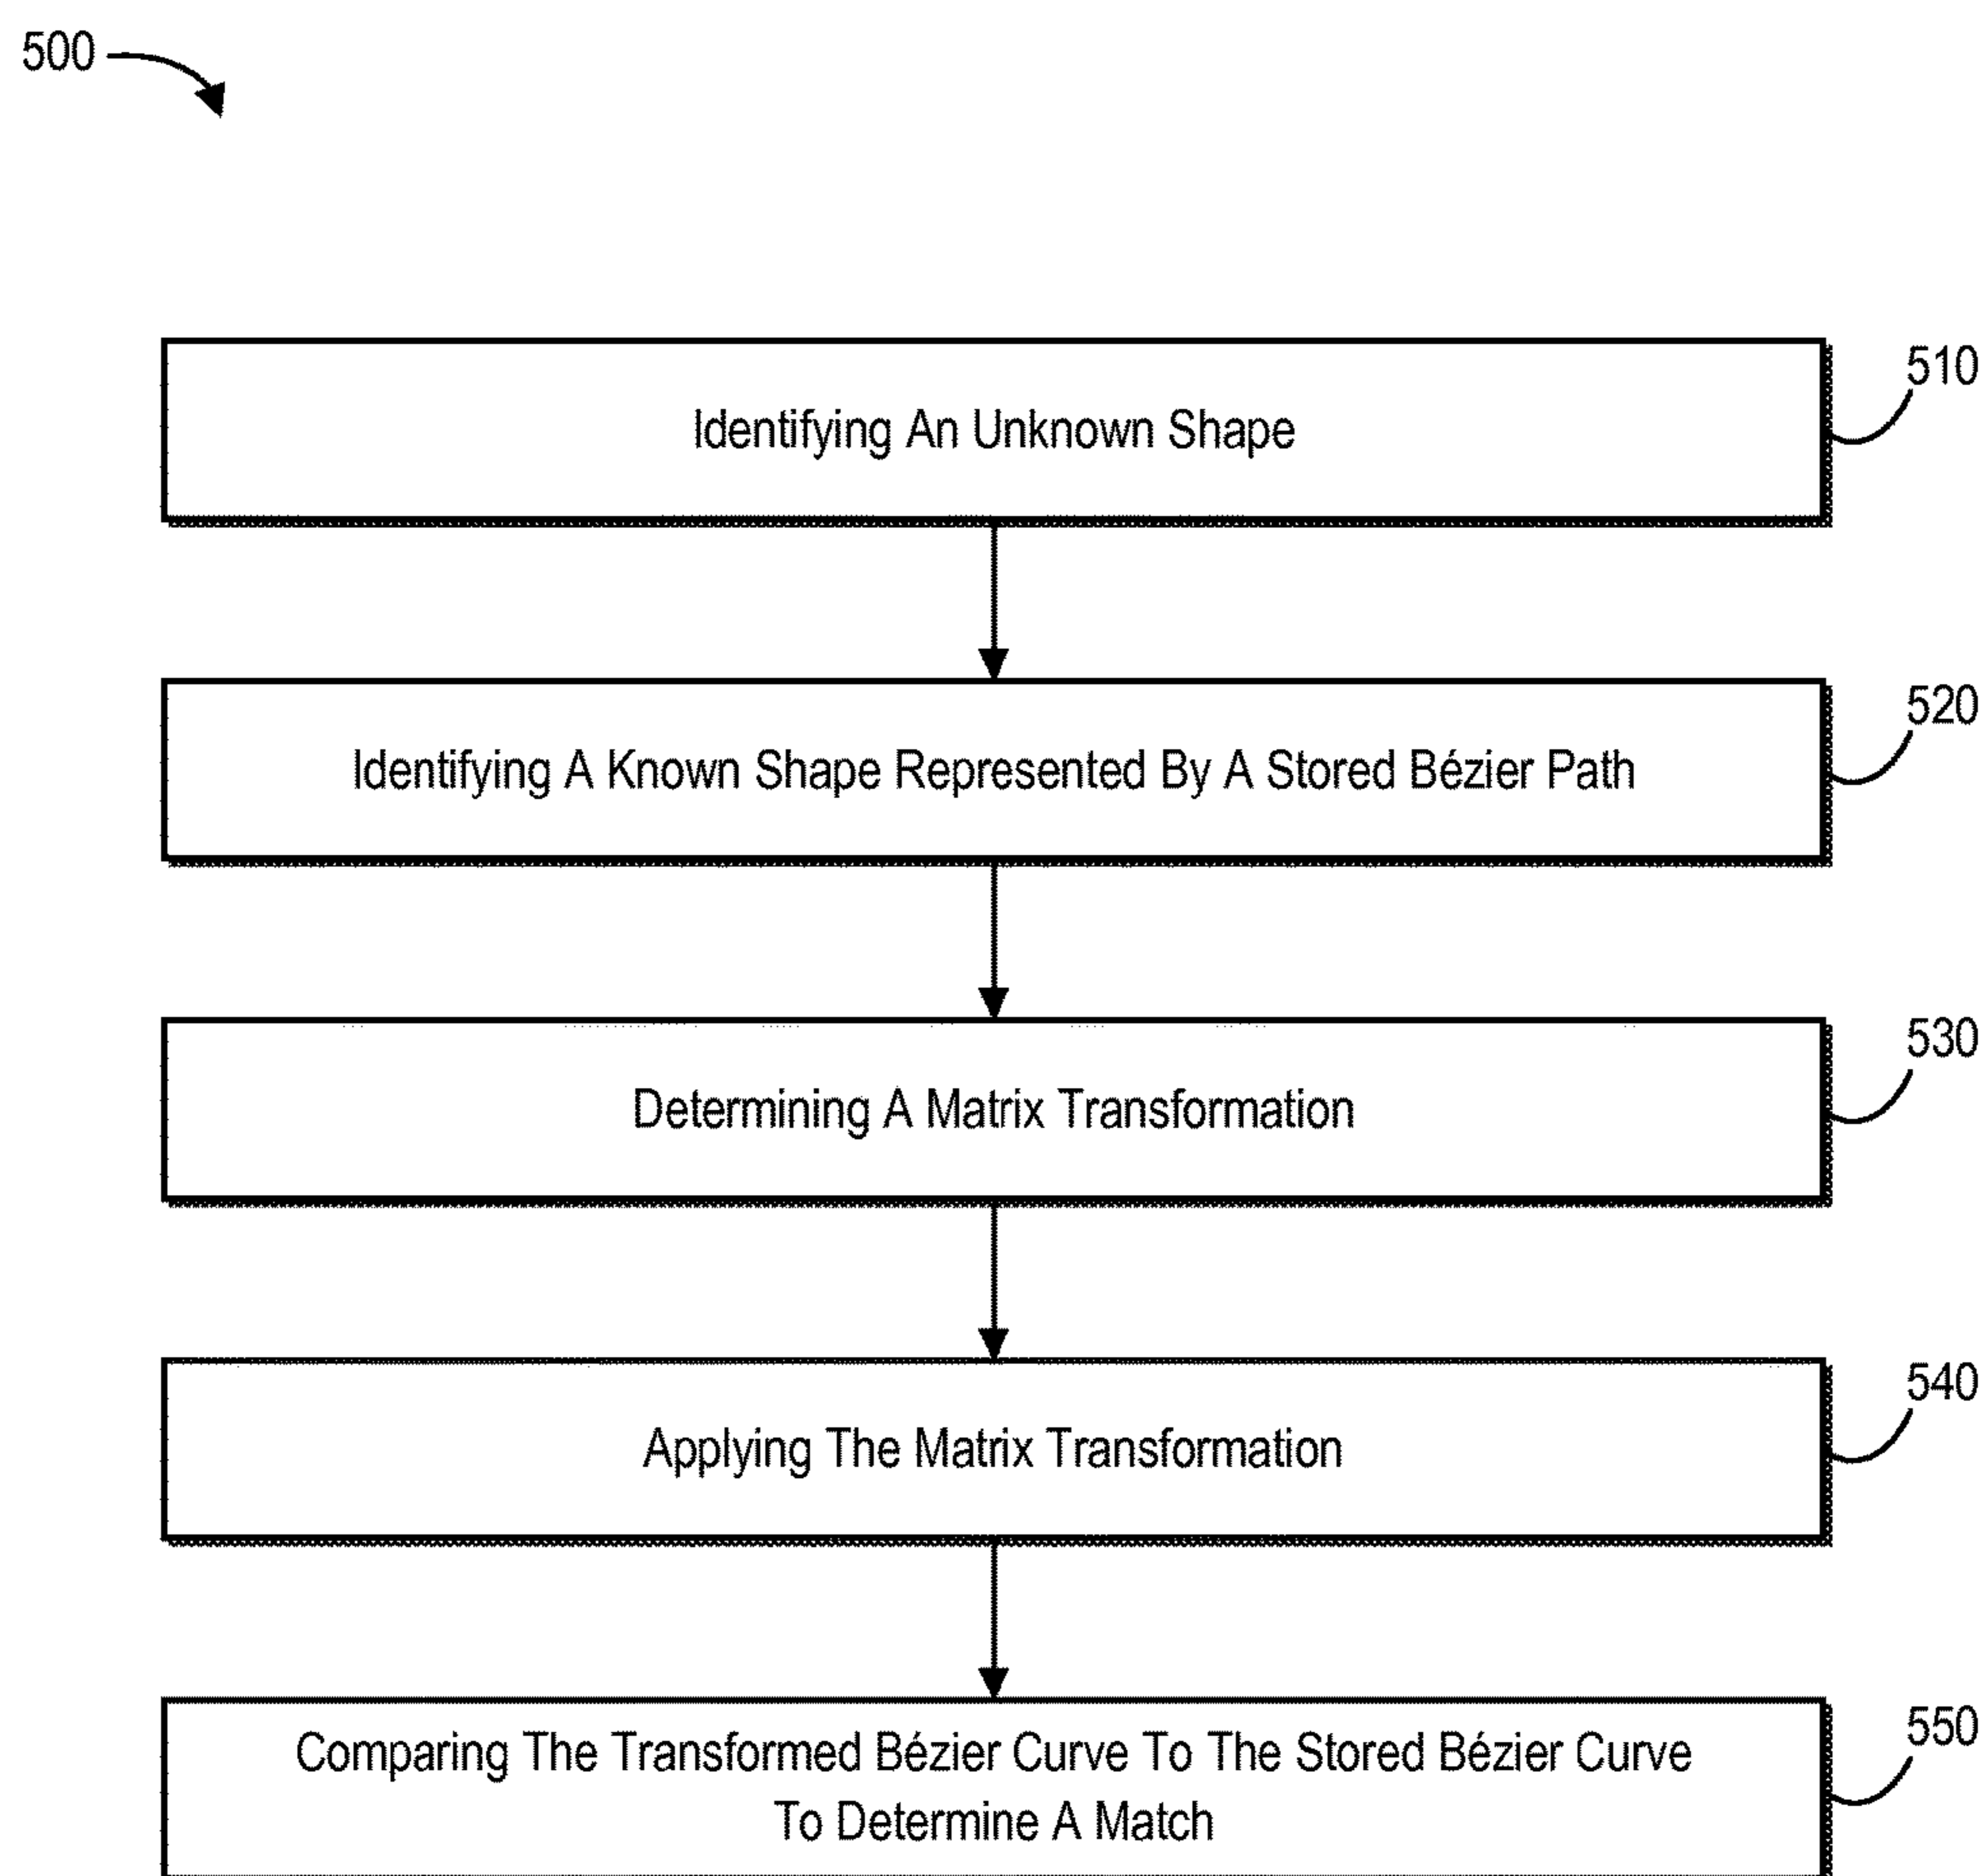 500
510
Identifying An Unknown Shape
520
Identifying A Known Shape Represented By A Stored Bézier Path
530
Determining A Matrix Transformation
540
Applying The Matrix Transformation
550
Comparing The Transformed Bézier Curve To The Stored Bézier Curve
To Determine A Match